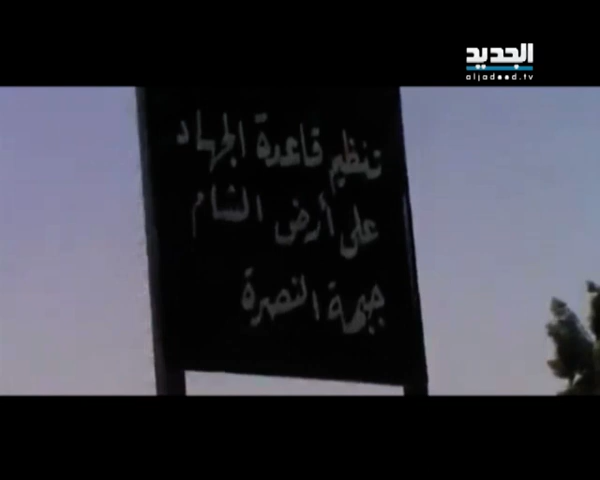 الجديد
aljadeed.tv
تنظيم قاعدة الجهاد
على أرض الشام
جبهة النصرة